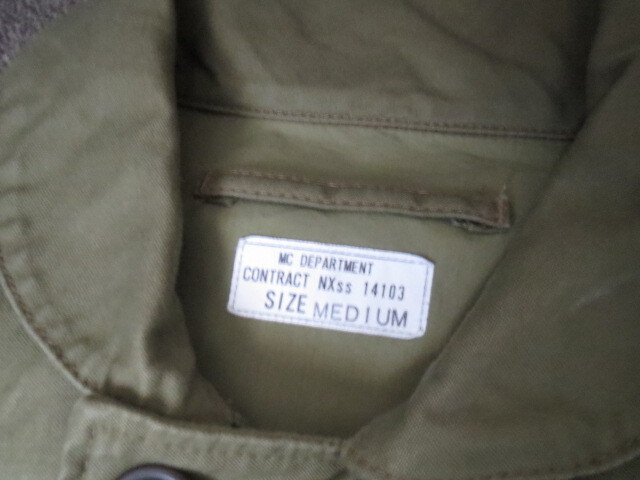 MC DEPARTMENT
CONTRACT NXss 14103
SIZE MEDIUM